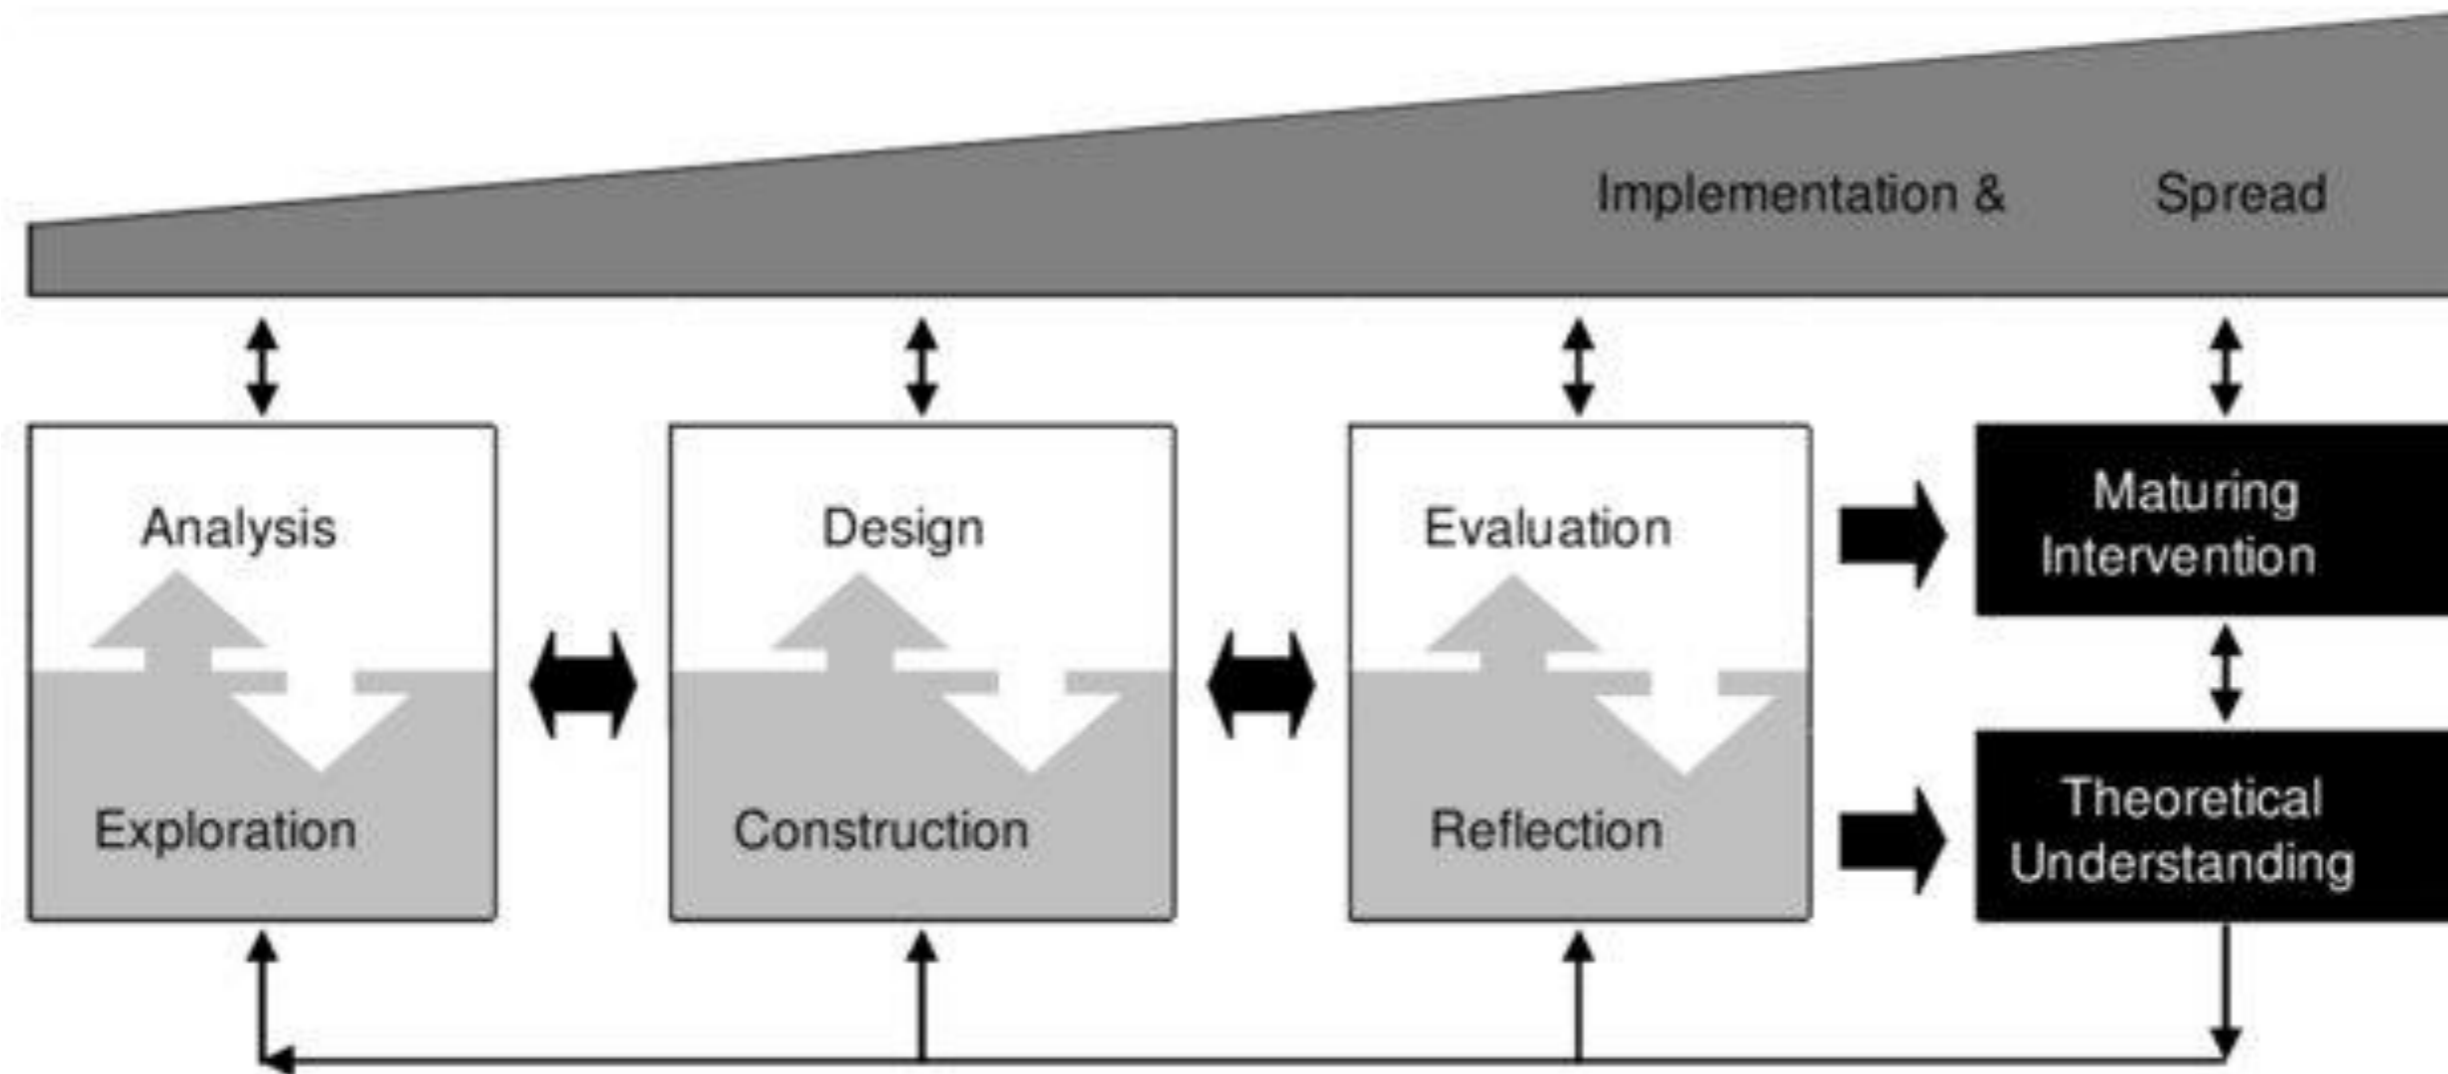 Implementation & Spread
Analysis
Design
Evaluation
Maturing
Intervention
Exploration
Construction
Reflection
Theoretical
Understanding